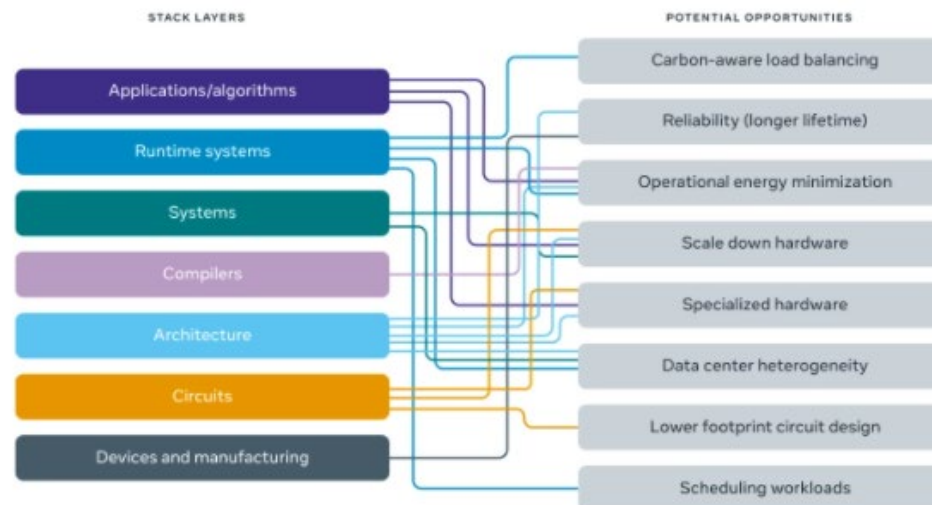 STACK LAYERS
POTENTIAL OPPORTUNITIES
Applications/algorithms
Runtime systems
Systems
Compilers
Architecture
Circuits
Devices and manufacturing
Carbon-aware load balancing
Reliability (longer lifetime)
Operational energy minimization
Scale down hardware
Specialized hardware
Data center heterogeneity
Lower footprint circuit design
Scheduling workloads